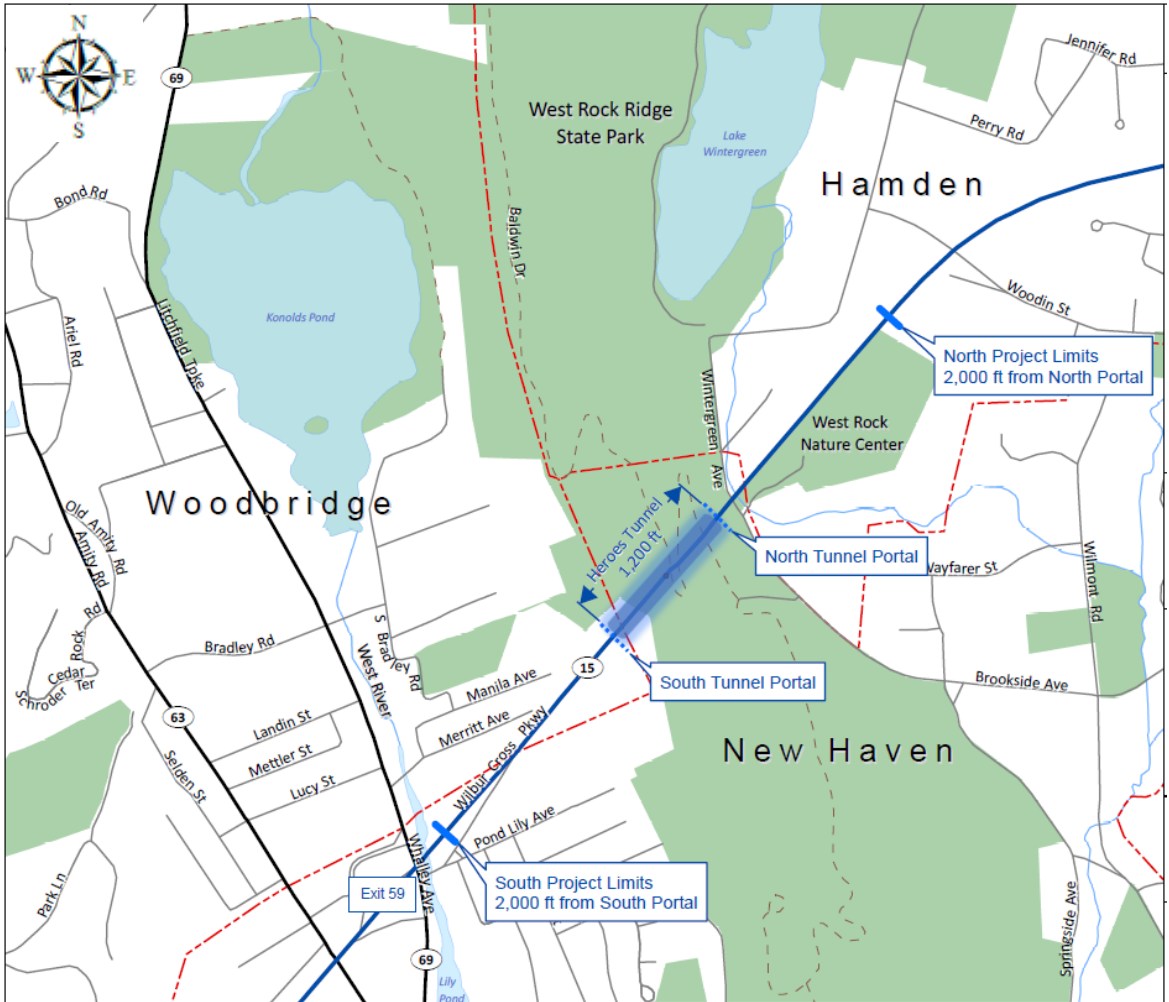 N
W E
S
69
West Rock Ridge
State Park
Lake
Wintergreen
Jennifer Rd
Perry Rd
Hamden
Bond Rd
Baldwin Dr
Woodin St
Konolds Pond
Ariel Rd
Litchfield Tpke
North Project Limits
2,000 ft from North Portal
Wintergreen Ave
West Rock
Nature Center
Woodbridge
Old Amity Rd
Amity Rd
Heroes Tunnel
1,200 ft
North Tunnel Portal
Wayfarer St
Wilmont Rd
Rock Rd
Cedar
Schroder Ter
Bradley Rd
S Bradley Rd
West River
15
South Tunnel Portal
Brookside Ave
Manila Ave
Merritt Ave
63
Landin St
Mettler St
Lucy St
Selden St
Wilbur Cross Pkwy
New Haven
Pond Lily Ave
Whalley Ave
Exit 59
South Project Limits
2,000 ft from South Portal
Park Ln
Springside Ave
69
Lily
Pond